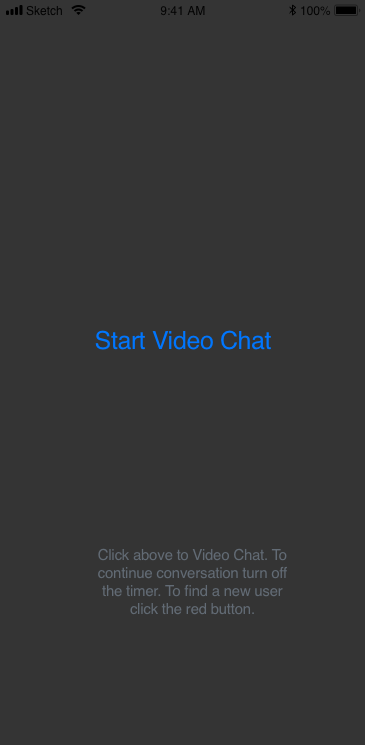 Sketch 9:41 AM 100%
Start Video Chat
Click above to Video Chat. To
continue conversation turn off
the timer. To find a new user
click the red button.